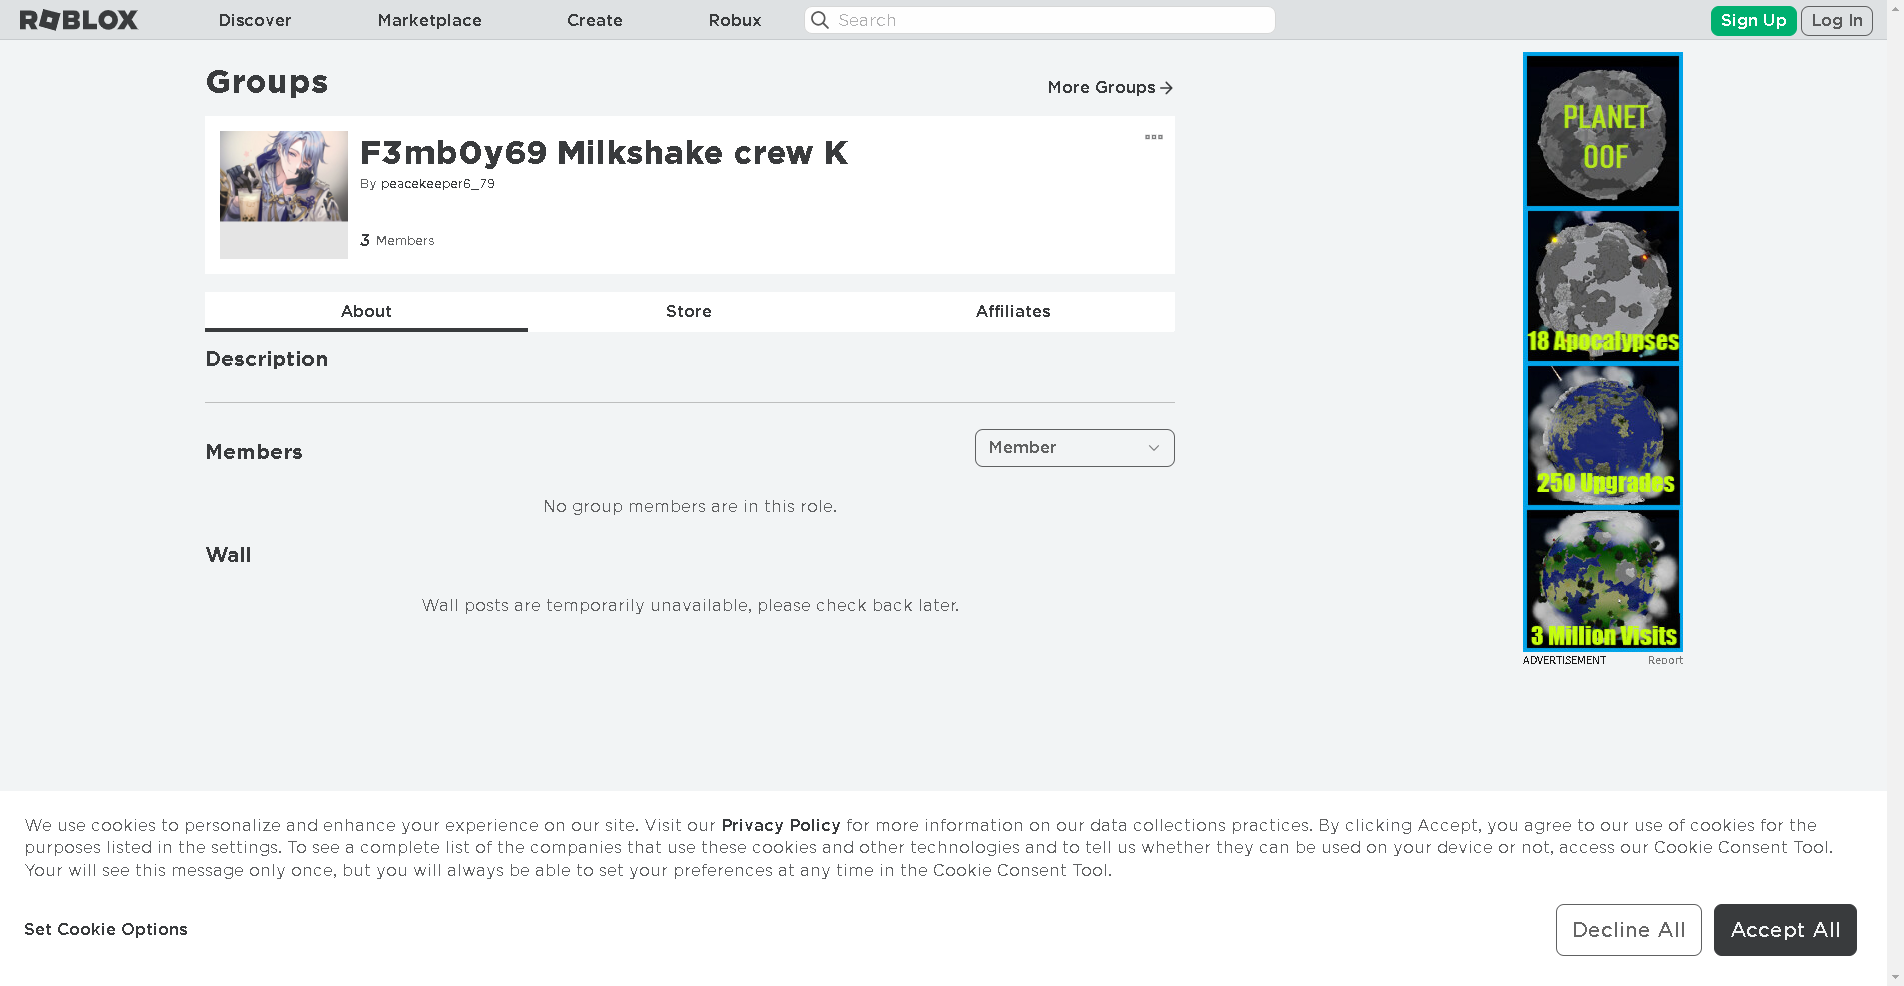 ROBLOX
Discover
Marketplace
Create
Robux
Search
Sign Up
Log In
Groups
More Groups
F3mb0y69 Milkshake crew K
By peacekeeper6_79
3 Members
About
Store
Affiliates
Description
Members
Member
No group members are in this role.
Wall
Wall posts are temporarily unavailable, please check back later.
PLANET
OOF
18 Apocalypses
250 Upgrades
3 Million Visits
ADVERTISEMENT
Report
We use cookies to personalize and enhance your experience on our site. Visit our Privacy Policy for more information on our data collections practices. By clicking Accept, you agree to our use of cookies for the
purposes listed in the settings. To see a complete list of the companies that use these cookies and other technologies and to tell us whether they can be used on your device or not, access our Cookie Consent Tool.
Your will see this message only once, but you will always be able to set your preferences at any time in the Cookie Consent Tool.
Set Cookie Options
Decline All
Accept All